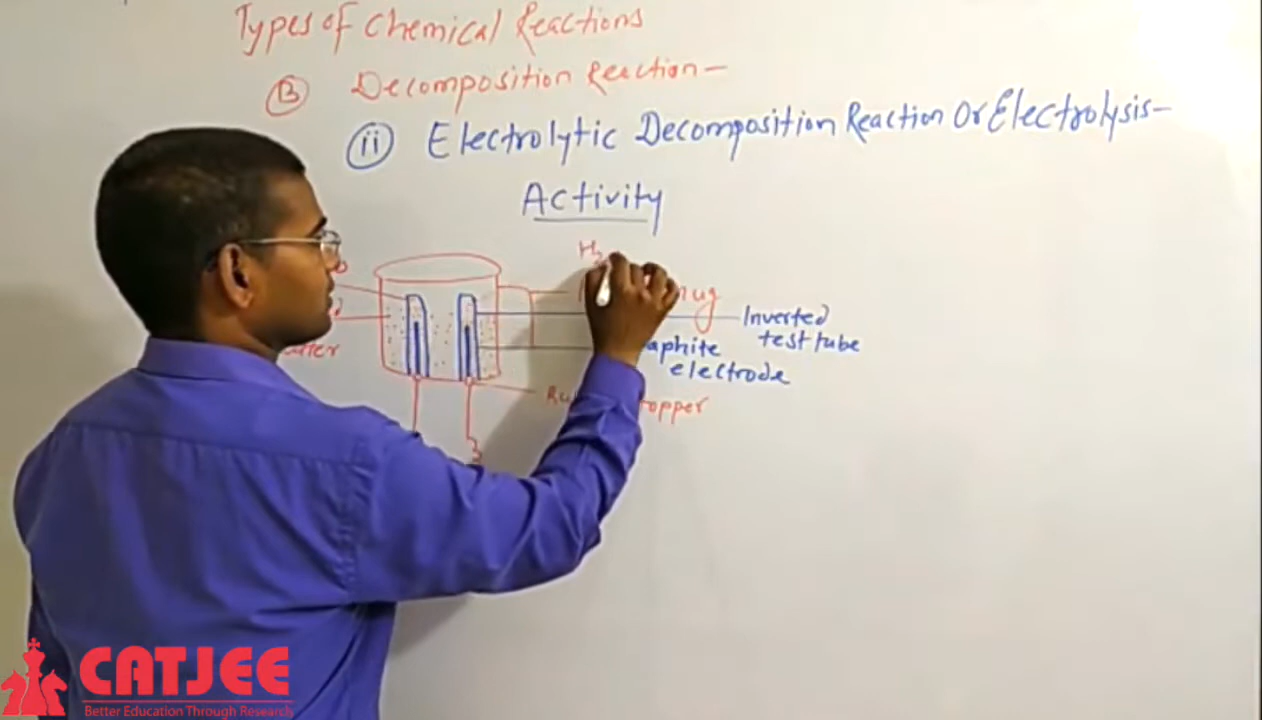 Types of Chemical Reactions
B Decomposition Reaction-
ii Electrolytic Decomposition Reaction Or Electrolysis-
Activity
H2
Inverted
test tube
electrode
CATJEE
Better Education Through Research